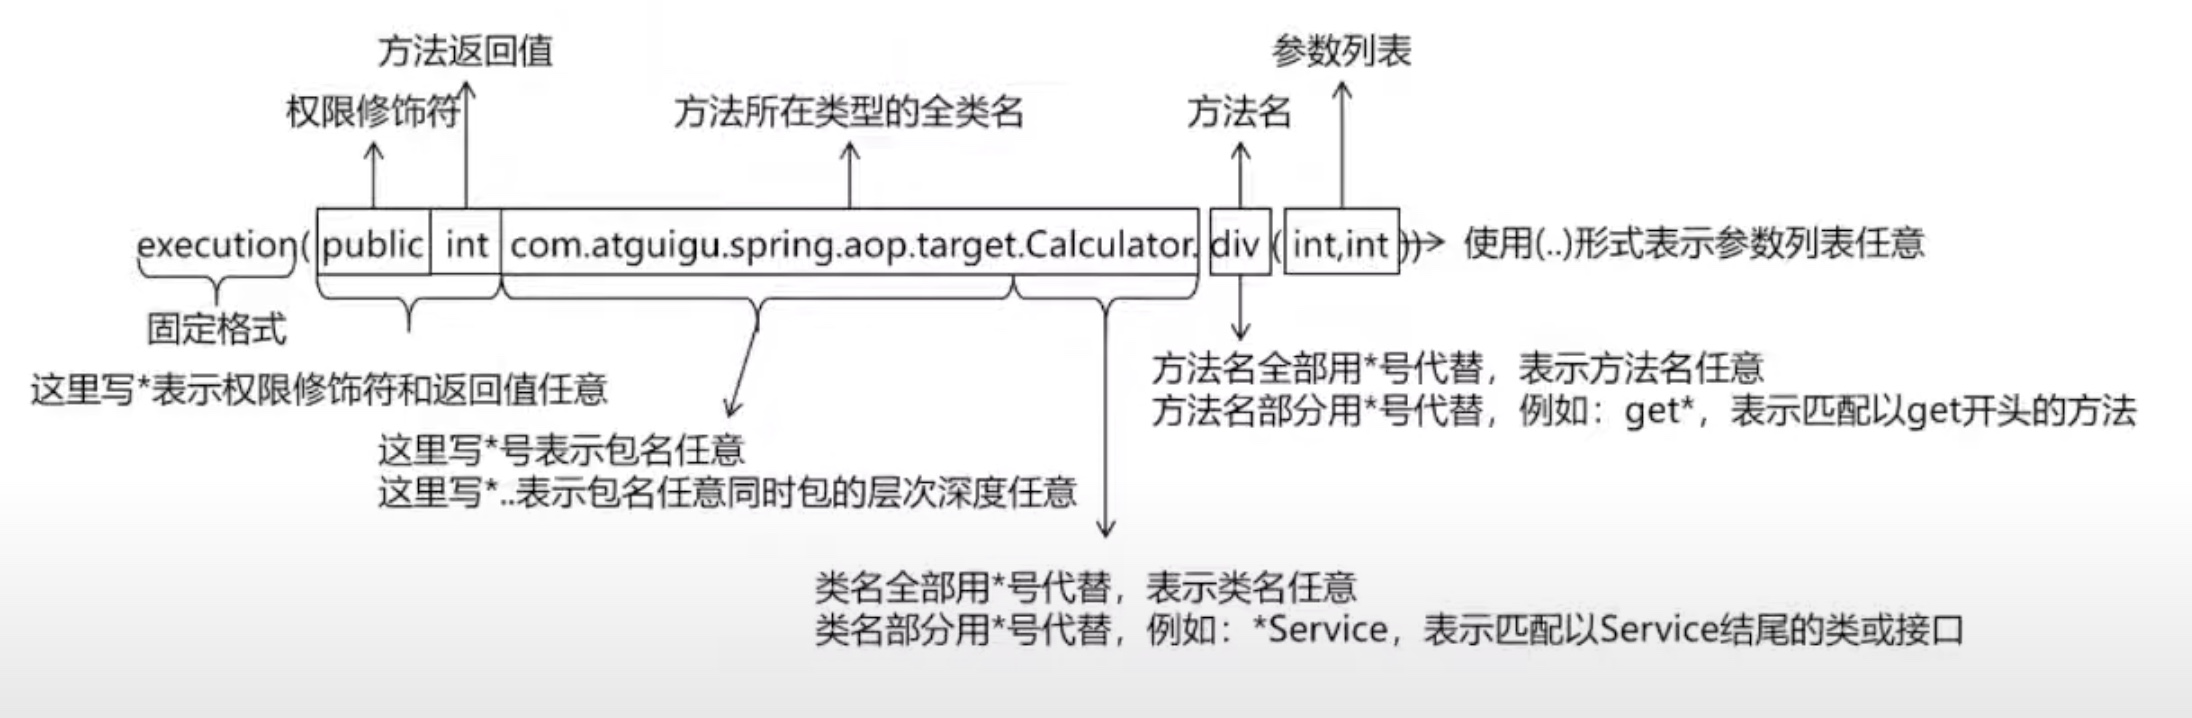 方法返回值
参数列表
权限修饰符
方法所在类型的全类名
方法名
execution(public int com.atguigu.spring.aop.target.Calculator.div(int,int)) 使用(..)形式表示参数列表任意
固定格式
这里写*表示权限修饰符和返回值任意
方法名全部用*号代替，表示方法名任意
方法名部分用*号代替，例如：get*，表示匹配以get开头的方法
这里写*号表示包名任意
这里写*..表示包名任意同时包的层次深度任意
类名全部用*号代替，表示类名任意
类名部分用*号代替，例如：*Service，表示匹配以Service结尾的类或接口